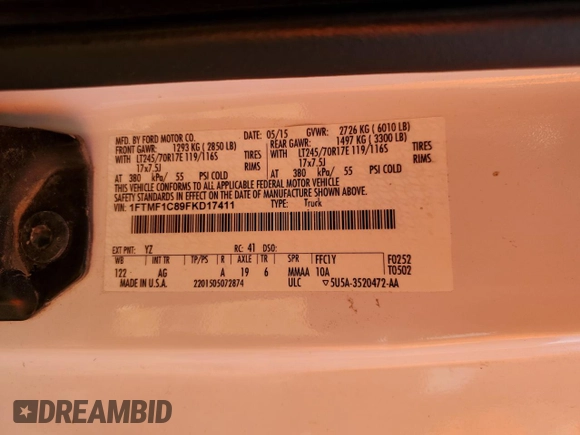 MFD. BY FORD MOTOR CO. 05/15 GVWR: 2726 KG ( 6010 LB)
FRONT GAWR: 1293 KG ( 2850 LB) REAR GAWR: 1497 KG ( 3300 LB)
WITH LT245/70R17E 119/116S TIRES WITH LT245/70R17E 119/116S TIRES
17x7.5J RIMS 17x7.5J RIMS
AT 380 kPa/ 55 PSI COLD AT 380 kPa/ 55 PSI COLD
THIS VEHICLE CONFORMS TO ALL APPLICABLE FEDERAL MOTOR VEHICLE
SAFETY STANDARDS IN EFFECT ON THE DATE OF MANUFACTURE SHOWN ABOVE.
VIN: 1FTMF1C89FKD17411 TYPE: Truck
EXT PNT: YZ RC: 41 DSO:
WB INT TR TP/PS R AXLE TR SPR FFC1Y F0252
122 AG A 19 6 MMAA 10A T0502
MADE IN U.S.A. 2201505072874 ULC ▽5U5A-3520472-AA
DREAMBID